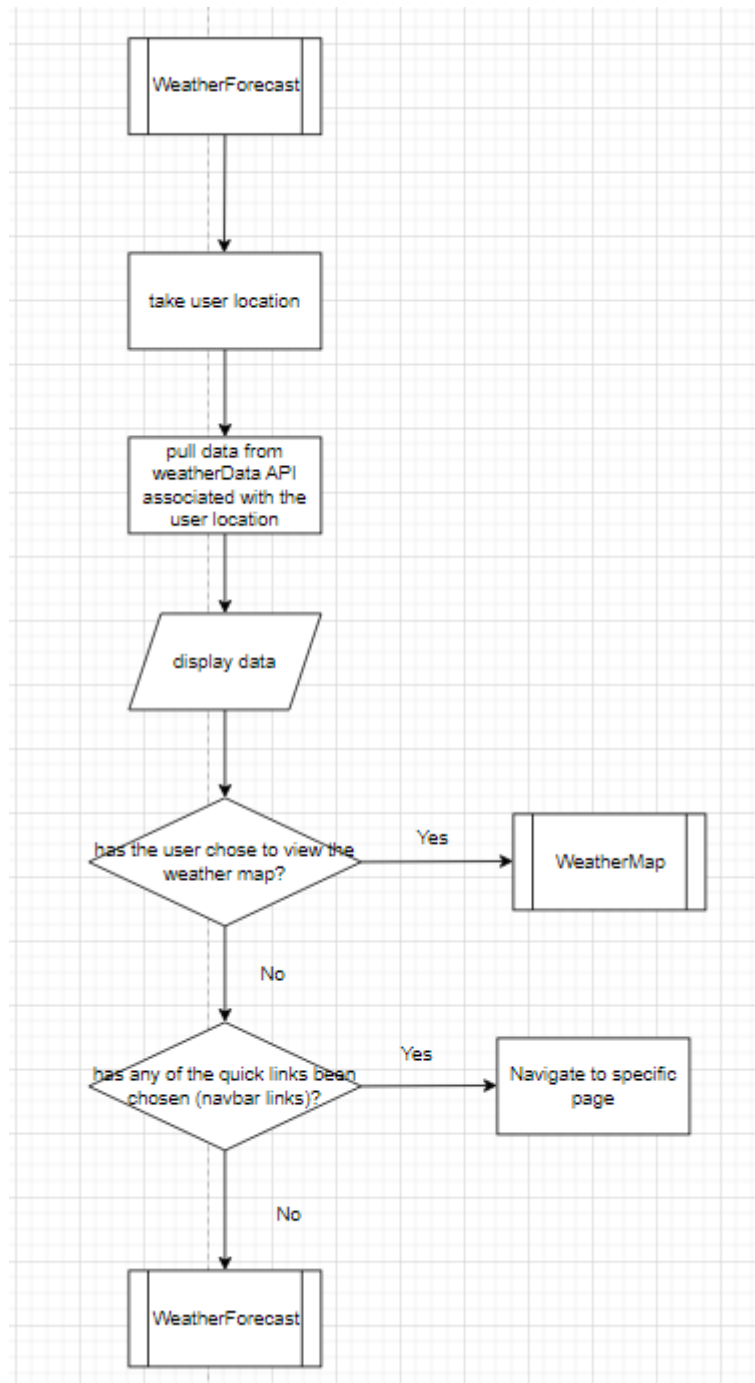 WeatherForecast
take user location
pull data from
weatherData API
associated with the
user location
display data
has the user chose to view the
weather map?
Yes
WeatherMap
No
has any of the quick links been
chosen (navbar links)?
Yes
Navigate to specific
page
No
WeatherForecast